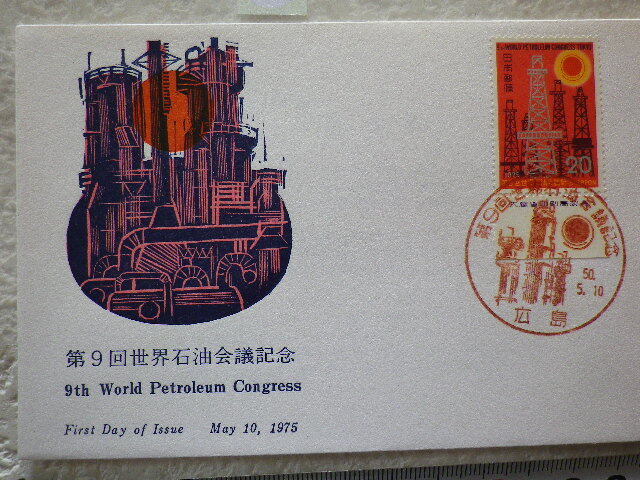 第9回世界石油会議記念
9th World Petroleum Congress
First Day of Issue May 10, 1975
9th WORLD PETROLEUM CONGRESS TOKYO
日本郵便
1975
20
第9回世界石油会議記念
50.
5.10
広島